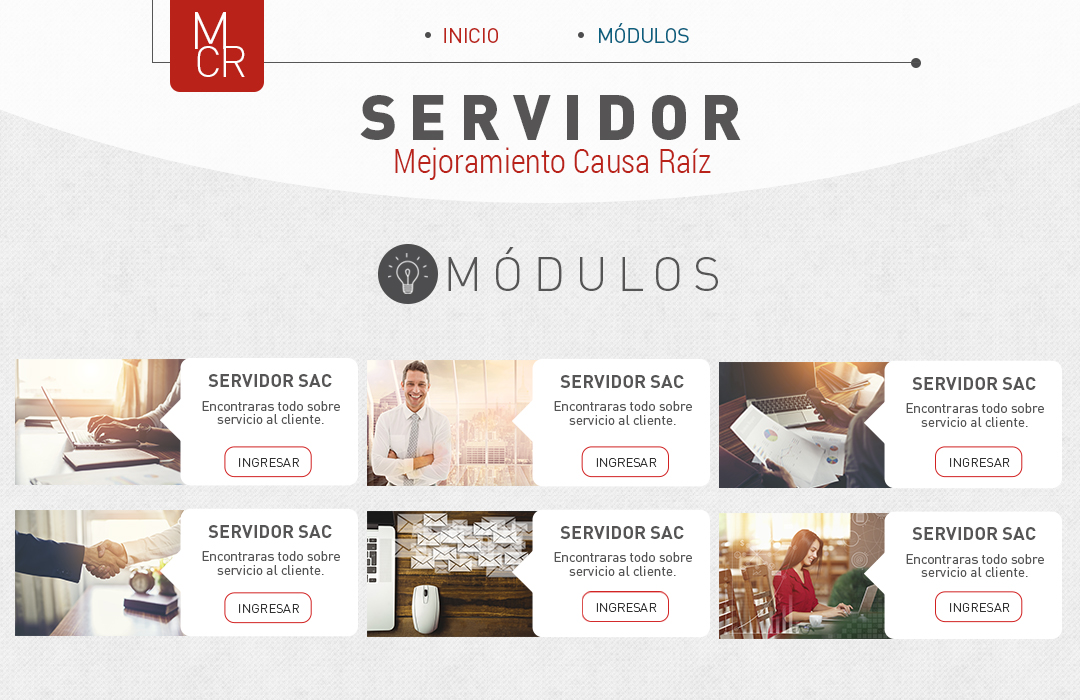 MCR
INICIO
MÓDULOS
SERVIDOR
Mejoramiento Causa Raíz
MÓDULOS
SERVIDOR SAC
Encontraras todo sobre
servicio al cliente.
INGRESAR
SERVIDOR SAC
Encontraras todo sobre
servicio al cliente.
INGRESAR
SERVIDOR SAC
Encontraras todo sobre
servicio al cliente.
INGRESAR
SERVIDOR SAC
Encontraras todo sobre
servicio al cliente.
INGRESAR
SERVIDOR SAC
Encontraras todo sobre
servicio al cliente.
INGRESAR
SERVIDOR SAC
Encontraras todo sobre
servicio al cliente.
INGRESAR